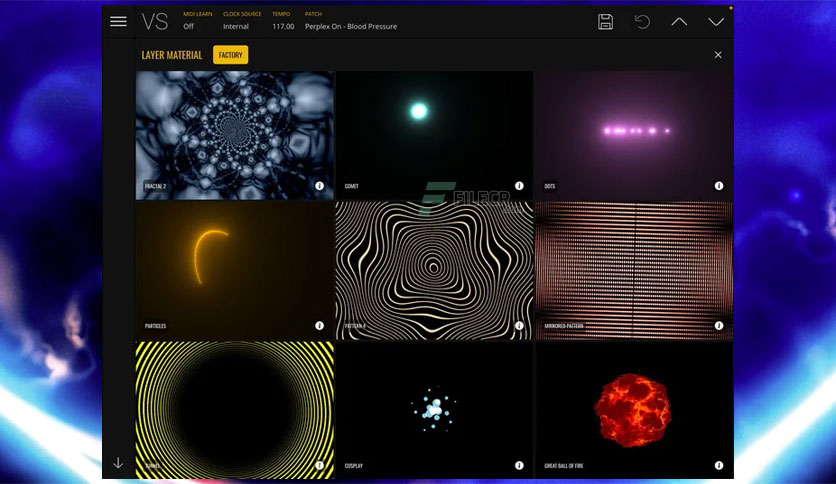 VS
MIDI LEARN
Off
CLOCK SOURCE
Internal
TEMPO
117.00
PATCH
Perplex On - Blood Pressure
LAYER MATERIAL
FACTORY
FRACTAL 2
COMET
DOTS
FILECR
PARTICLES
PATTERN 4
MIRRORED-PATTERN
TUNNEL
COSPLAY
GREAT BALL OF FIRE